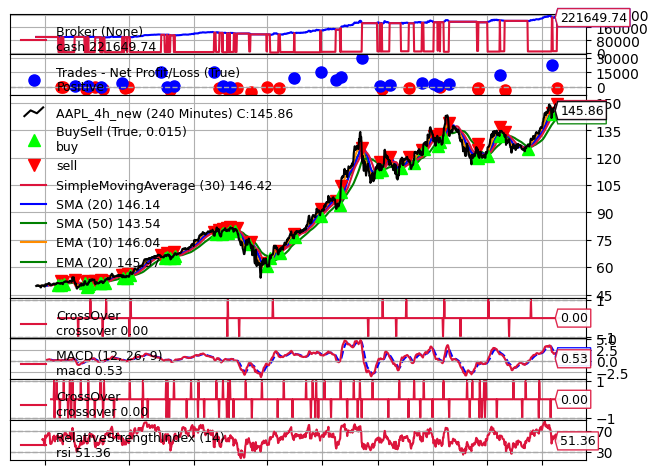 Broker (None)
cash 221649.74
221649.74
160000
80000
0
Trades - Net Profit/Loss (True)
Positive
30000
15000
0
AAPL_4h_new (240 Minutes) C:145.86
BuySell (True, 0.015)
buy
sell
SimpleMovingAverage (30) 146.42
SMA (20) 146.14
SMA (50) 143.54
EMA (10) 146.04
EMA (20)
150
145.86
135
120
105
90
75
60
45
CrossOver
crossover 0.00
1
0.00
-1
MACD (12, 26, 9)
macd 0.53
5.0
2.5
0.53
0.0
-2.5
CrossOver
crossover 0.00
1
0.00
-1
RelativeStrengthIndex (14)
rsi 51.36
70
51.36
30